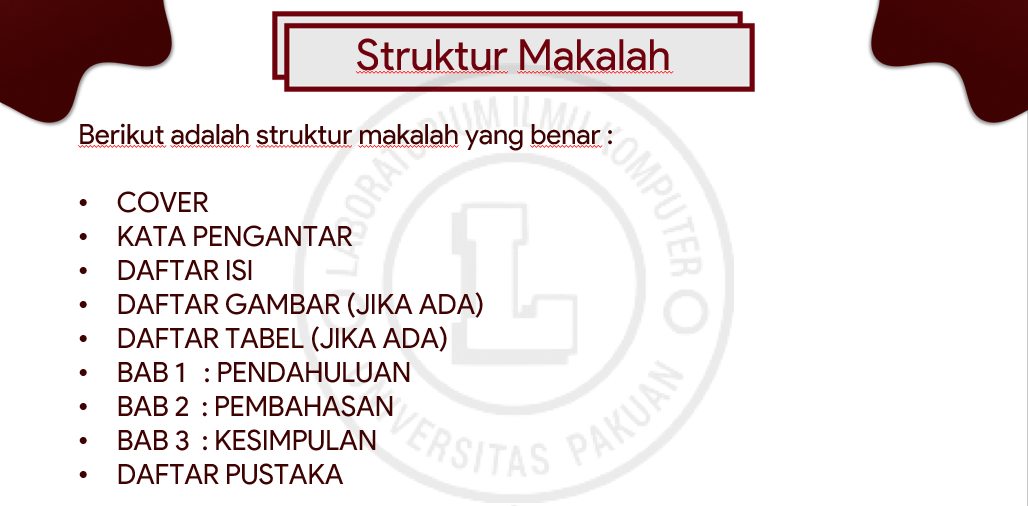 Struktur Makalah
Berikut adalah struktur makalah yang benar :
• COVER
• KATA PENGANTAR
• DAFTAR ISI
• DAFTAR GAMBAR (JIKA ADA)
• DAFTAR TABEL (JIKA ADA)
• BAB 1 : PENDAHULUAN
• BAB 2 : PEMBAHASAN
• BAB 3 : KESIMPULAN
• DAFTAR PUSTAKA
LABORATORIUM ILMU KOMPUTER
UNIVERSITAS PAKUAN
L